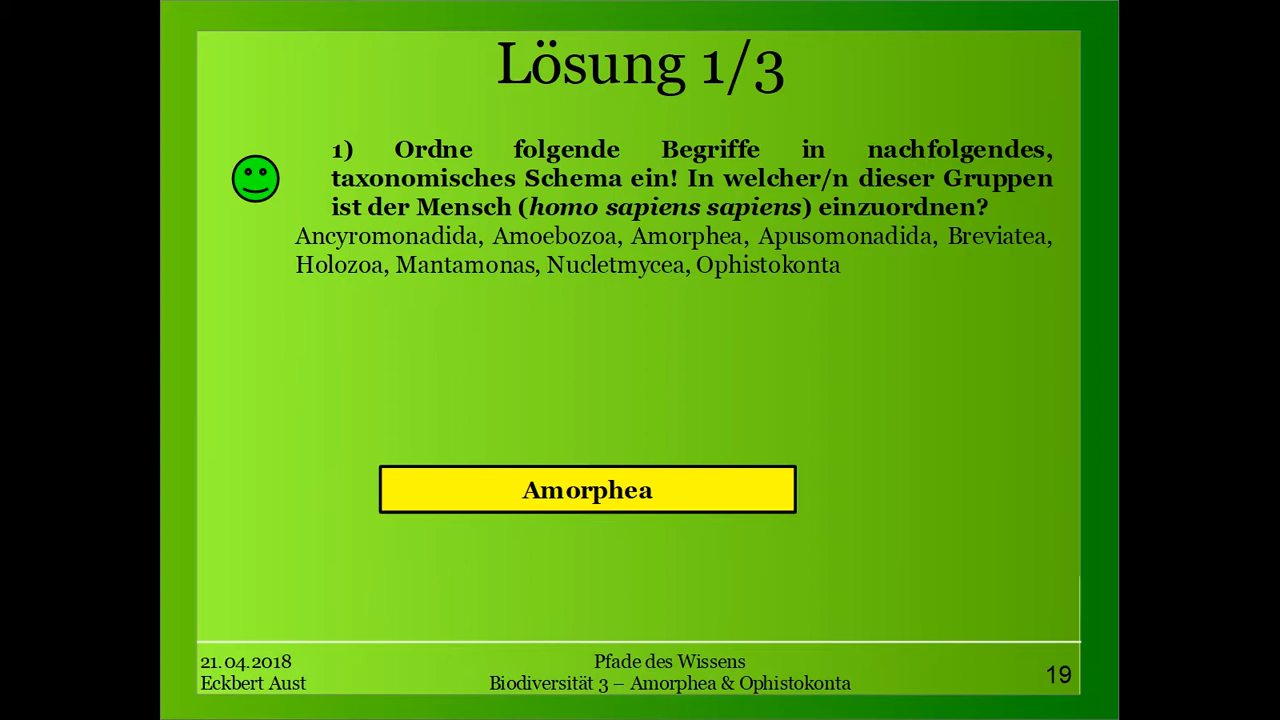 Lösung 1/3
1) Ordne folgende Begriffe in nachfolgendes,
taxonomisches Schema ein! In welcher/n dieser Gruppen
ist der Mensch (homo sapiens sapiens) einzuordnen?
Ancyromonadida, Amoebozoa, Amorphea, Apusomonadida, Breviatea,
Holozoa, Mantamonas, Nucletmycea, Ophistokonta
Amorphea
21.04.2018
Eckbert Aust
Pfade des Wissens
Biodiversität 3 – Amorphea & Ophistokonta
19